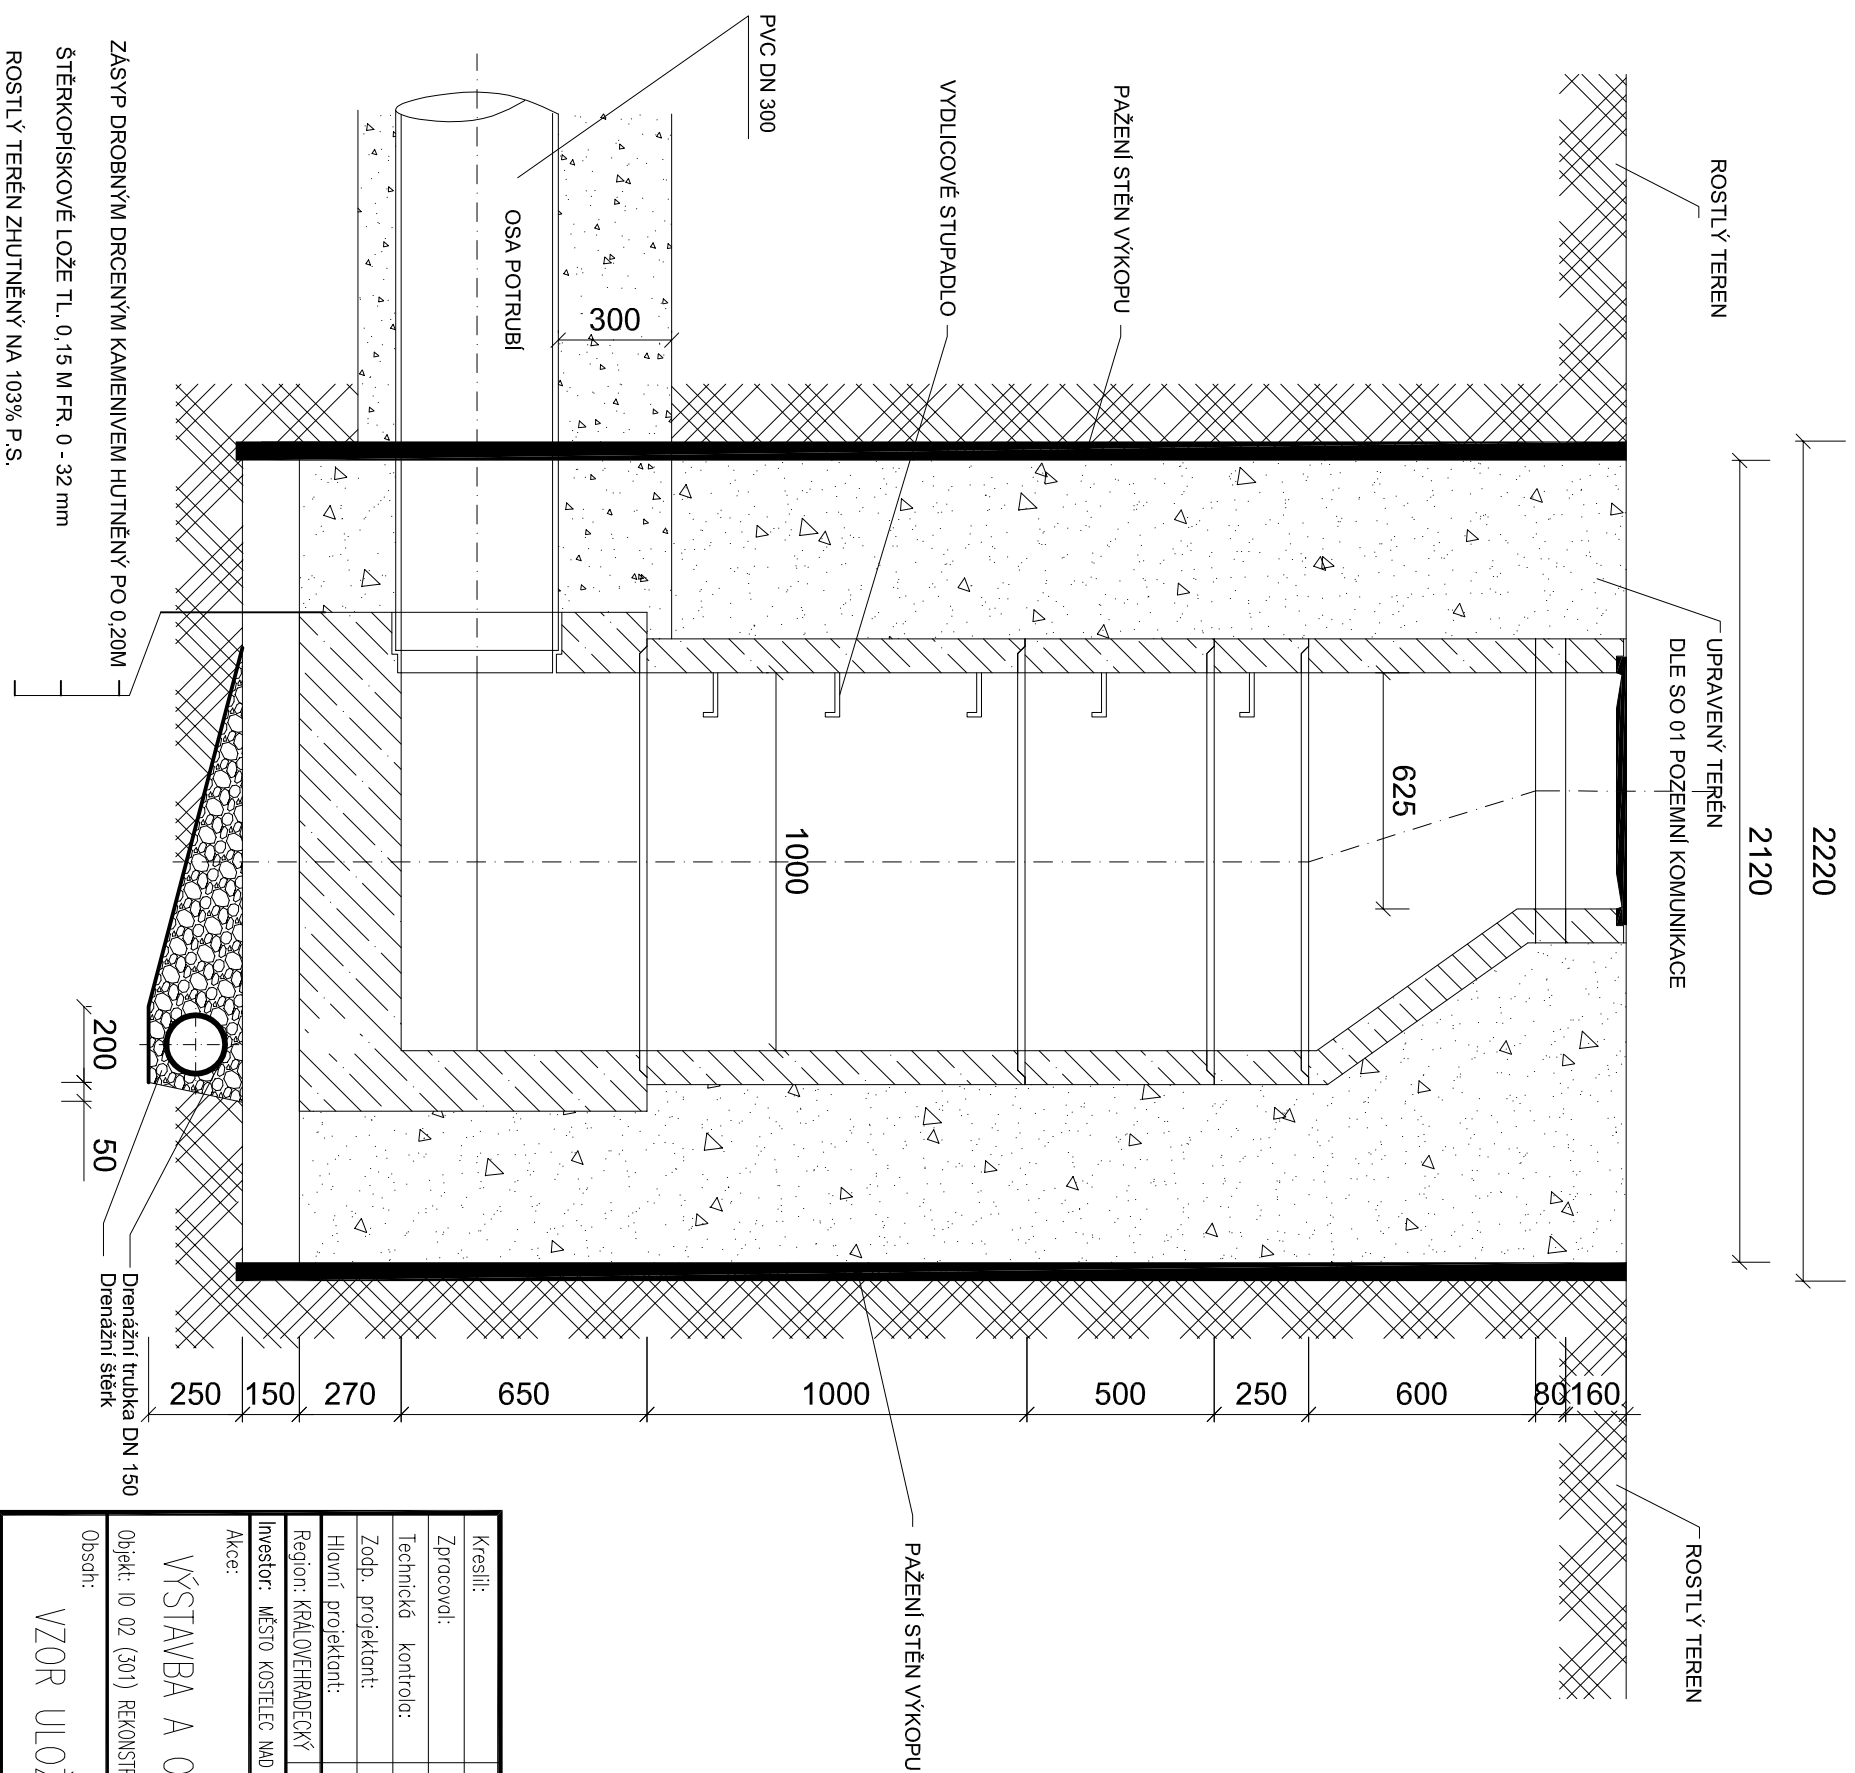 2220
2120
ROSTLÝ TEREN
UPRAVENÝ TERÉN
DLE SO 01 POZEMNÍ KOMUNIKACE
ROSTLÝ TEREN
625
PAŽENÍ STĚN VÝKOPU
VYDLICOVÉ STUPADLO
1000
PAŽENÍ STĚN VÝKOPU
PVC DN 300
300
OSA POTRUBÍ
160
80
600
250
500
1000
650
270
150
250
200
50
Drenážní trubka DN 150
Drenážní štěrk
ZÁSYP DROBNÝM DRCENÝM KAMENIVEM HUTNĚNÝ PO 0,20M
ŠTĚRKOPÍSKOVÉ LOŽE TL. 0,15 M FR. 0 - 32 mm
ROSTLÝ TERÉN ZHUTNĚNÝ NA 103% P.S.
Kreslil:
Zpracoval:
Technická kontrola:
Zodp. projektant:
Hlavní projektant:
Region: KRÁLOVEHRADECKÝ
Investor: MĚSTO KOSTELEC NAD
Akce:
VÝSTAVBA A
Objekt: IO 02 (301)
Obsah:
VZOR